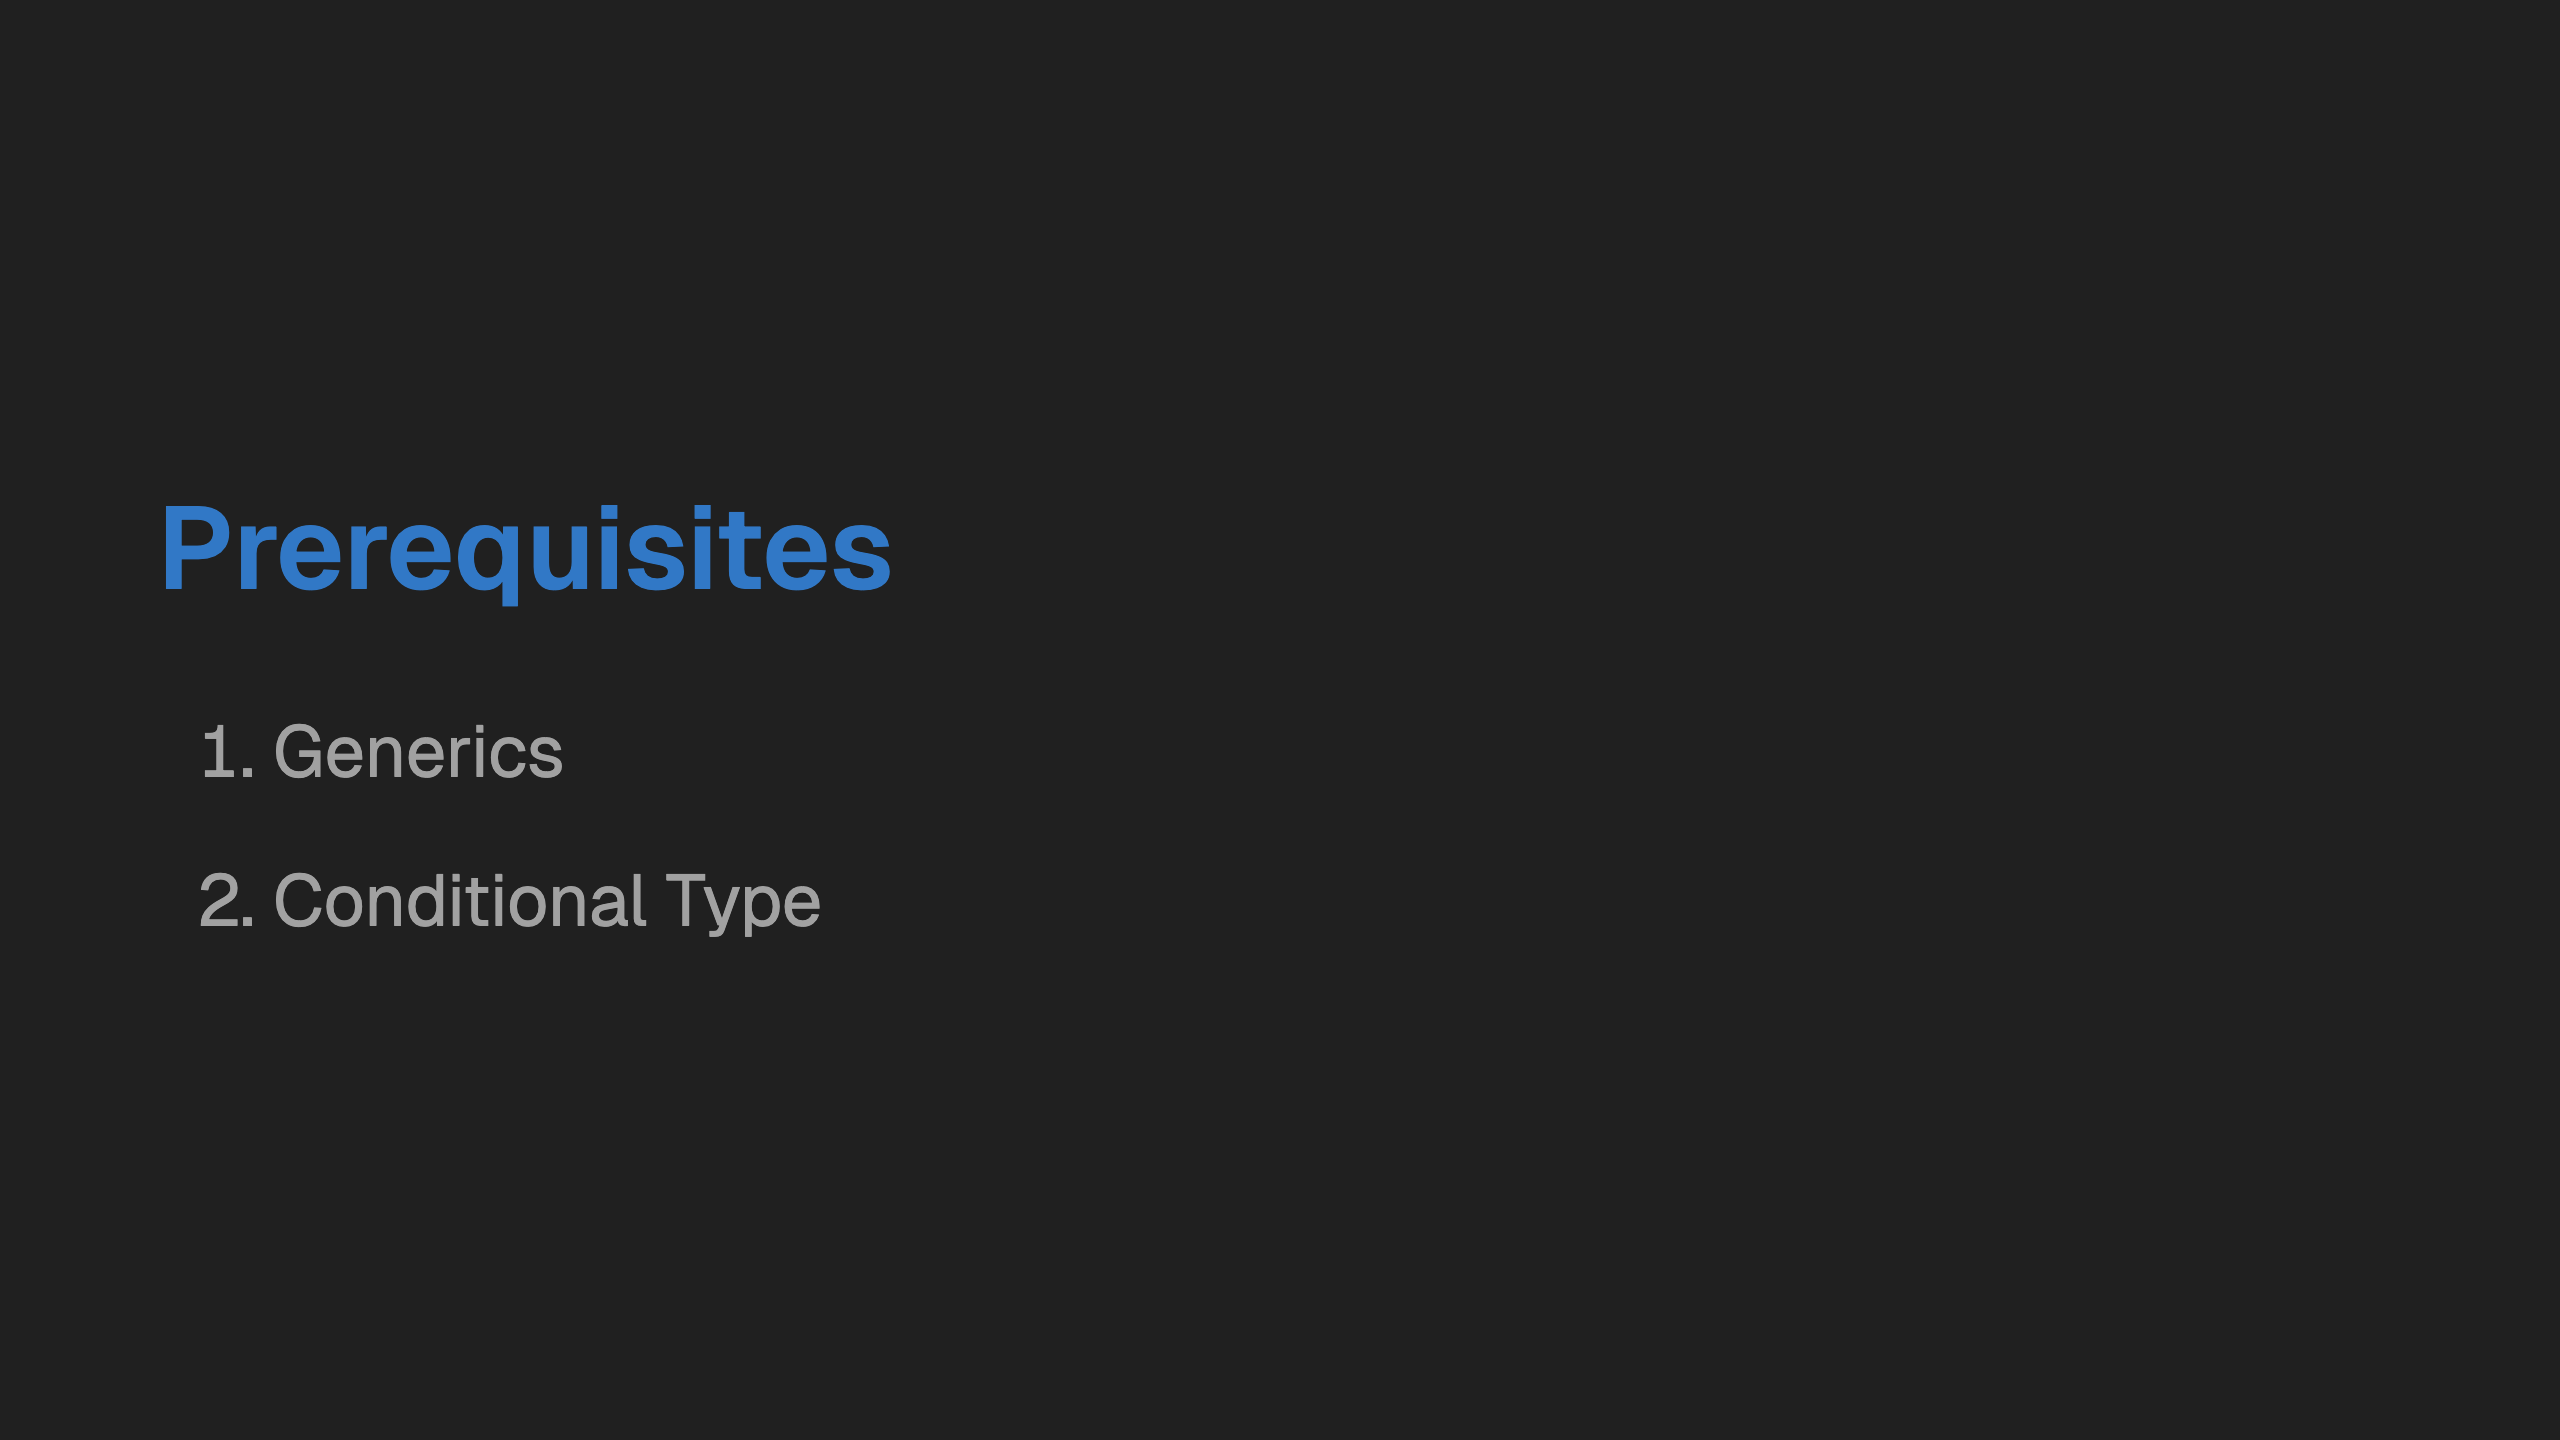 Prerequisites
1. Generics
2. Conditional Type